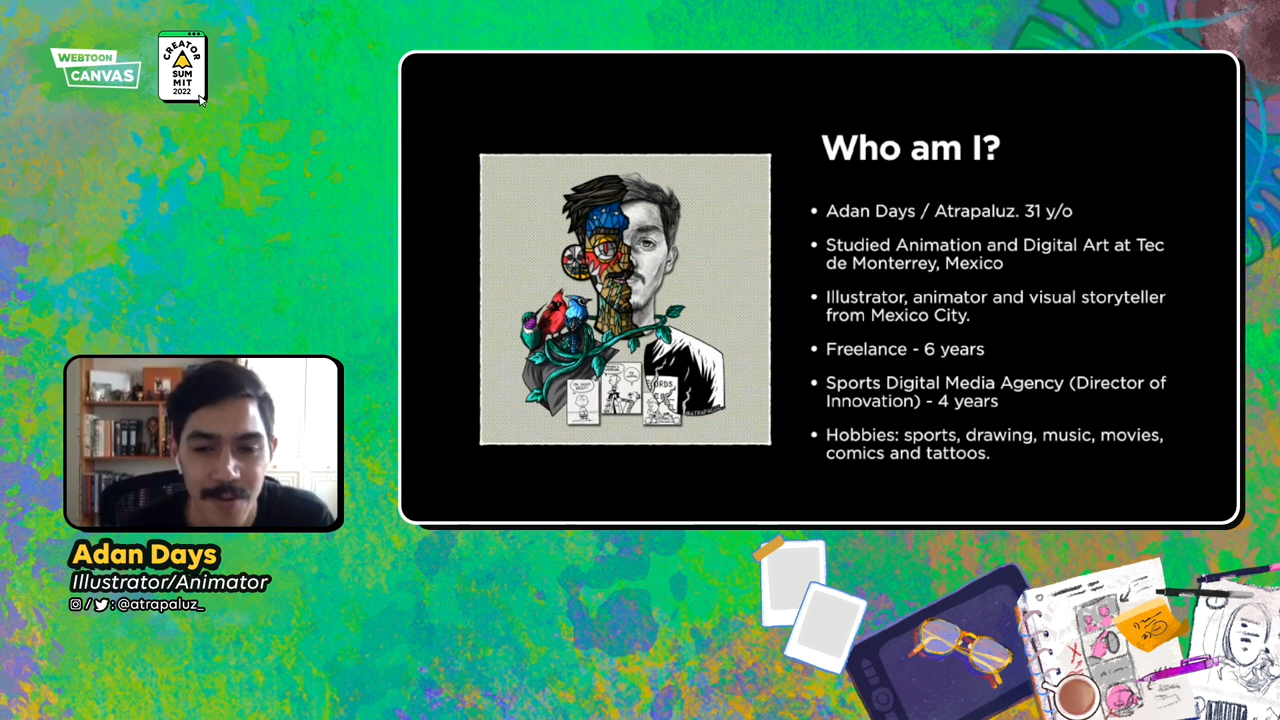 WEBTOON
CANVAS
CREATOR
SUM
MIT
2022
Who am I?
• Adan Days / Atrapaluz. 31 y/o
• Studied Animation and Digital Art at Tec
de Monterrey, Mexico
• Illustrator, animator and visual storyteller
from Mexico City.
• Freelance - 6 years
• Sports Digital Media Agency (Director of
Innovation) - 4 years
• Hobbies: sports, drawing, music, movies,
comics and tattoos.
Adan Days
Illustrator/Animator
/ : @atrapaluz_